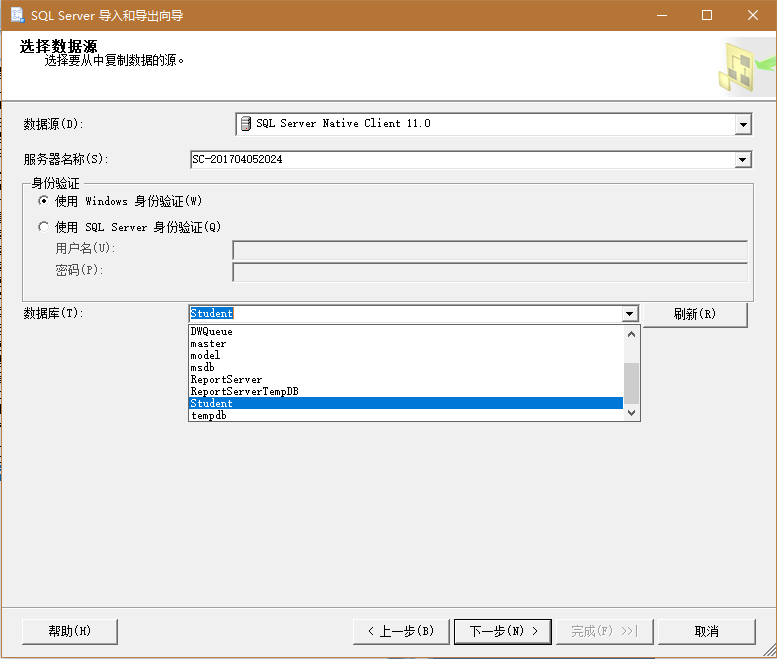 SQL Server 导入和导出向导
选择数据源
选择要从中复制数据的源。
数据源(D):
SQL Server Native Client 11.0
服务器名称(S):
SC-201704052024
身份验证
使用 Windows 身份验证(W)
使用 SQL Server 身份验证(Q)
用户名(U):
密码(P):
数据库(T):
Student
刷新(R)
DWQueue
master
model
msdb
ReportServer
ReportServerTempDB
Student
tempdb
帮助(H)
< 上一步(B)
下一步(N) >
完成(F) >>|
取消